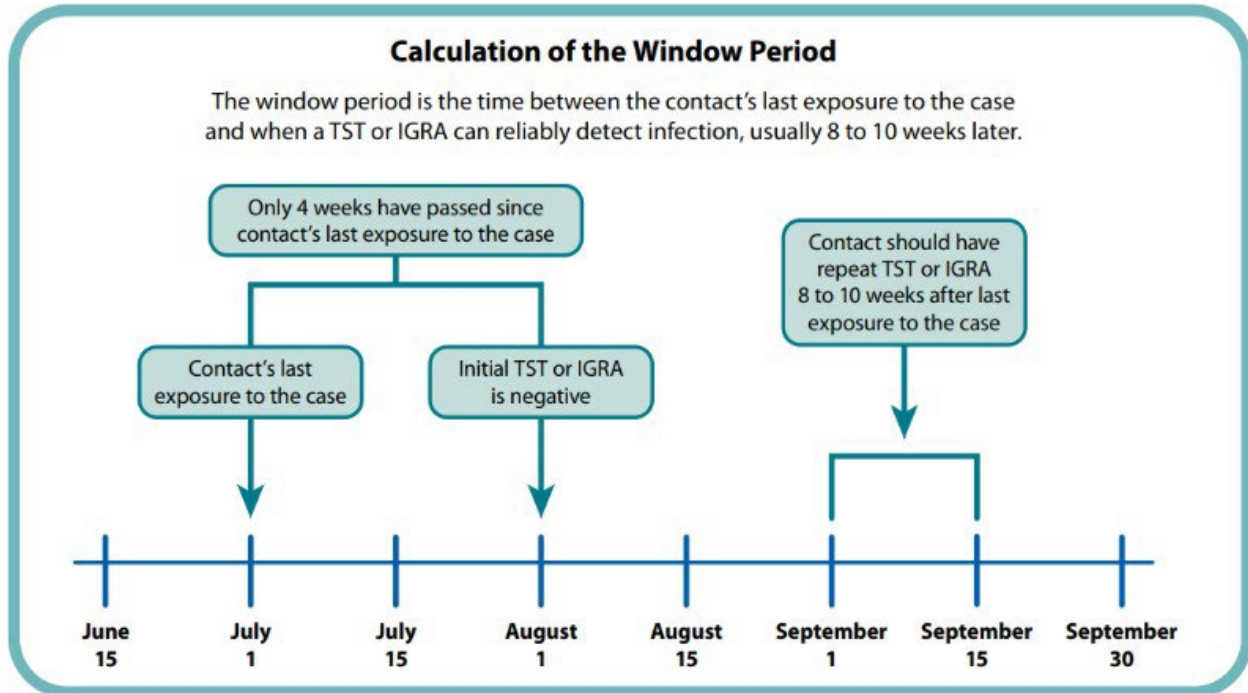 Calculation of the Window Period
The window period is the time between the contact's last exposure to the case
and when a TST or IGRA can reliably detect infection, usually 8 to 10 weeks later.
Only 4 weeks have passed since
contact's last exposure to the case
Contact should have
repeat TST or IGRA
8 to 10 weeks after last
exposure to the case
Contact's last
exposure to the case
Initial TST or IGRA
is negative
June
15
July
1
July
15
August
1
August
15
September
1
September
15
September
30